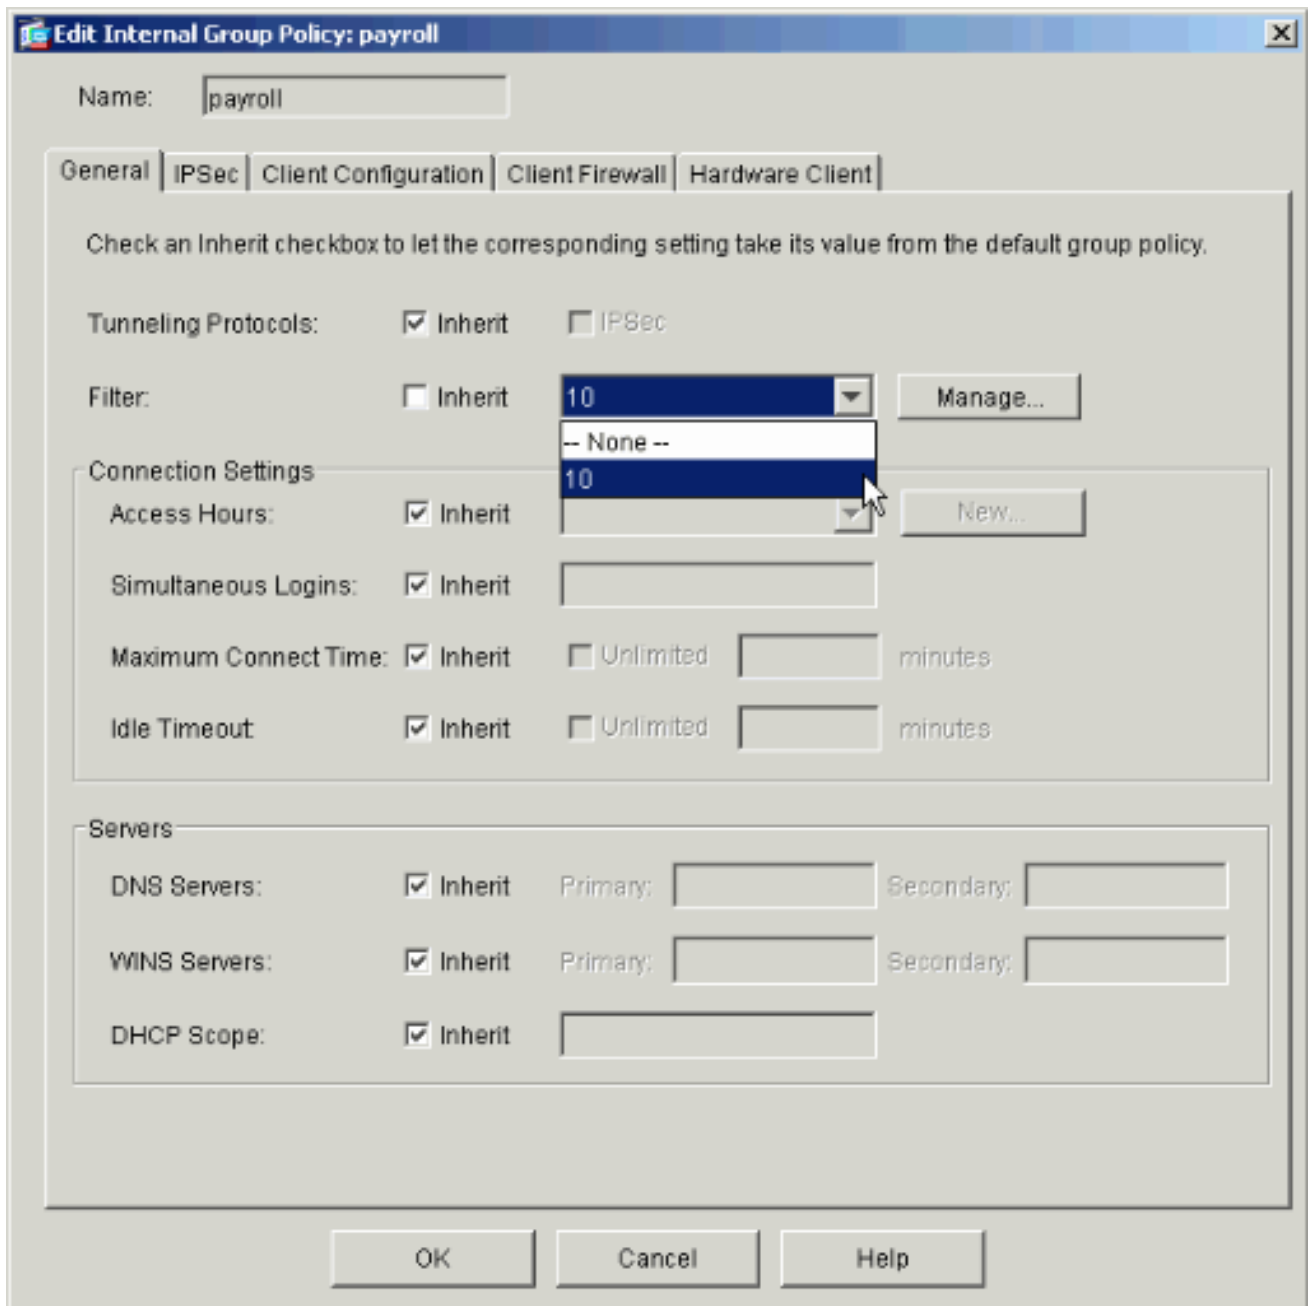 Edit Internal Group Policy: payroll
Name: payroll
General IPSec Client Configuration Client Firewall Hardware Client
Check an Inherit checkbox to let the corresponding setting take its value from the default group policy.
Tunneling Protocols: Inherit IPSec
Filter: Inherit 10 Manage...
-- None --
10
Connection Settings
Access Hours: Inherit New...
Simultaneous Logins: Inherit
Maximum Connect Time: Inherit Unlimited minutes
Idle Timeout: Inherit Unlimited minutes
Servers
DNS Servers: Inherit Primary: Secondary:
WINS Servers: Inherit Primary: Secondary:
DHCP Scope: Inherit
OK Cancel Help